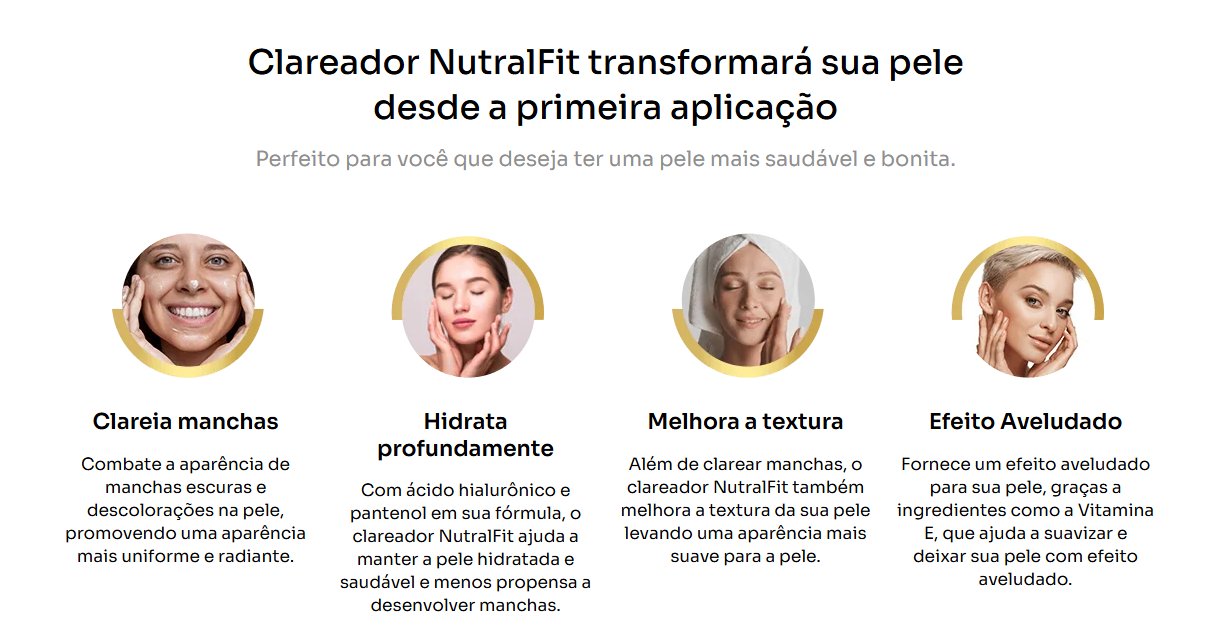 Clareador NutralFit transformará sua pele
desde a primeira aplicação
Perfeito para você que deseja ter uma pele mais saudável e bonita.
Clareia manchas
Combate a aparência de
manchas escuras e
descolorações na pele,
promovendo uma aparência
mais uniforme e radiante.
Hidrata
profundamente
Com ácido hialurônico e
pantenol em sua fórmula, o
clareador NutralFit ajuda a
manter a pele hidratada e
saudável e menos propensa a
desenvolver manchas.
Melhora a textura
Além de clarear manchas, o
clareador NutralFit também
melhora a textura da sua pele
levando uma aparência mais
suave para a pele.
Efeito Aveludado
Fornece um efeito aveludado
para sua pele, graças a
ingredientes como a Vitamina
E, que ajuda a suavizar e
deixar sua pele com efeito
aveludado.